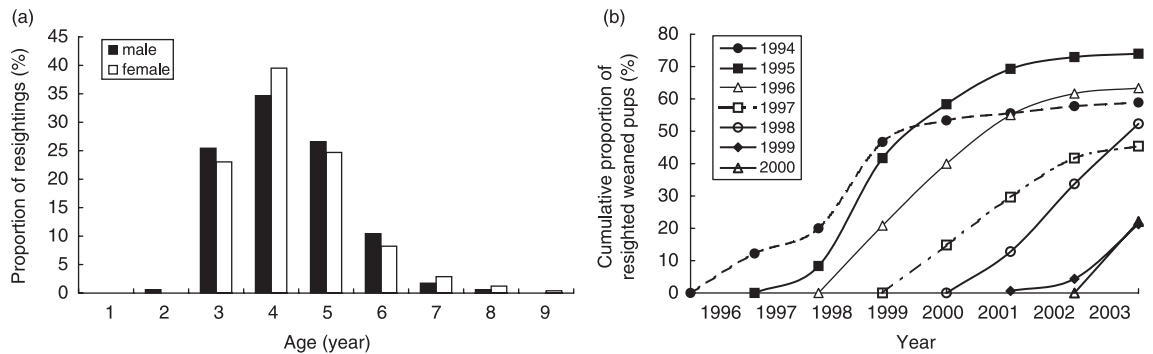 (a)
45
40
35
30
25
20
15
10
5
0
Proportion of resightings (%)
male
female
1 2 3 4 5 6 7 8 9
Age (year)
(b)
80
70
60
50
40
30
20
10
0
Cumulative proportion of
resighted weaned pups (%)
1994
1995
1996
1997
1998
1999
2000
1996 1997 1998 1999 2000 2001 2002 2003
Year